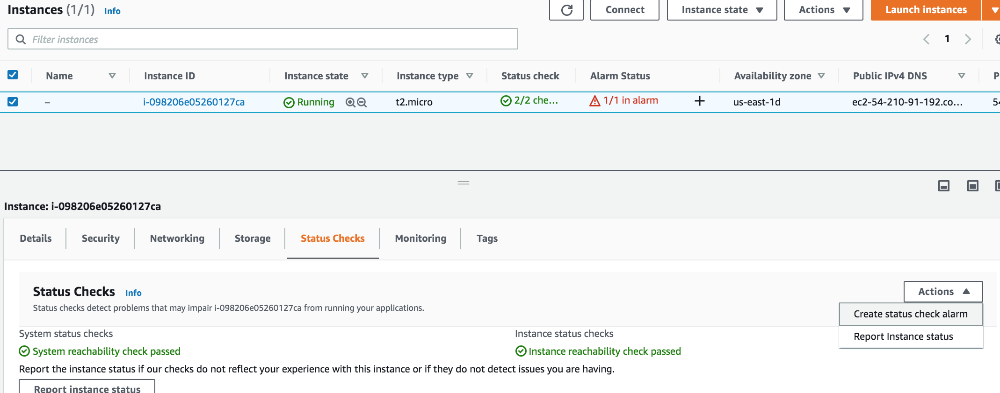 Instances (1/1) Info Connect Instance state Actions Launch instances
Filter instances 1
Name Instance ID Instance state Instance type Status check Alarm Status Availability zone Public IPv4 DNS P
– i-098206e05260127ca Running t2.micro 2/2 che... 1/1 in alarm + us-east-1d ec2-54-210-91-192.co... 54
Instance: i-098206e05260127ca
Details Security Networking Storage Status Checks Monitoring Tags
Status Checks Info Actions
Status checks detect problems that may impair i-098206e05260127ca from running your applications.
Create status check alarm
Report Instance status
System status checks Instance status checks
System reachability check passed Instance reachability check passed
Report the instance status if our checks do not reflect your experience with this instance or if they do not detect issues you are having.
Report instance status